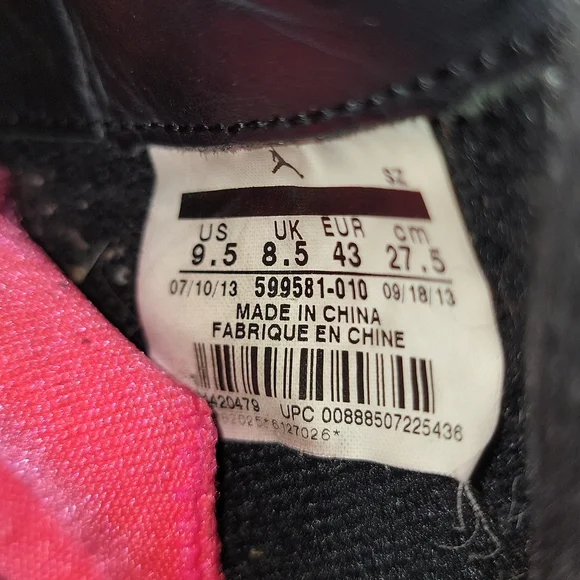 SZ
US UK EUR cm
9.5 8.5 43 27.5
07/10/13 599581-010 09/18/13
MADE IN CHINA
FABRIQUE EN CHINE
UPC 00888507225436